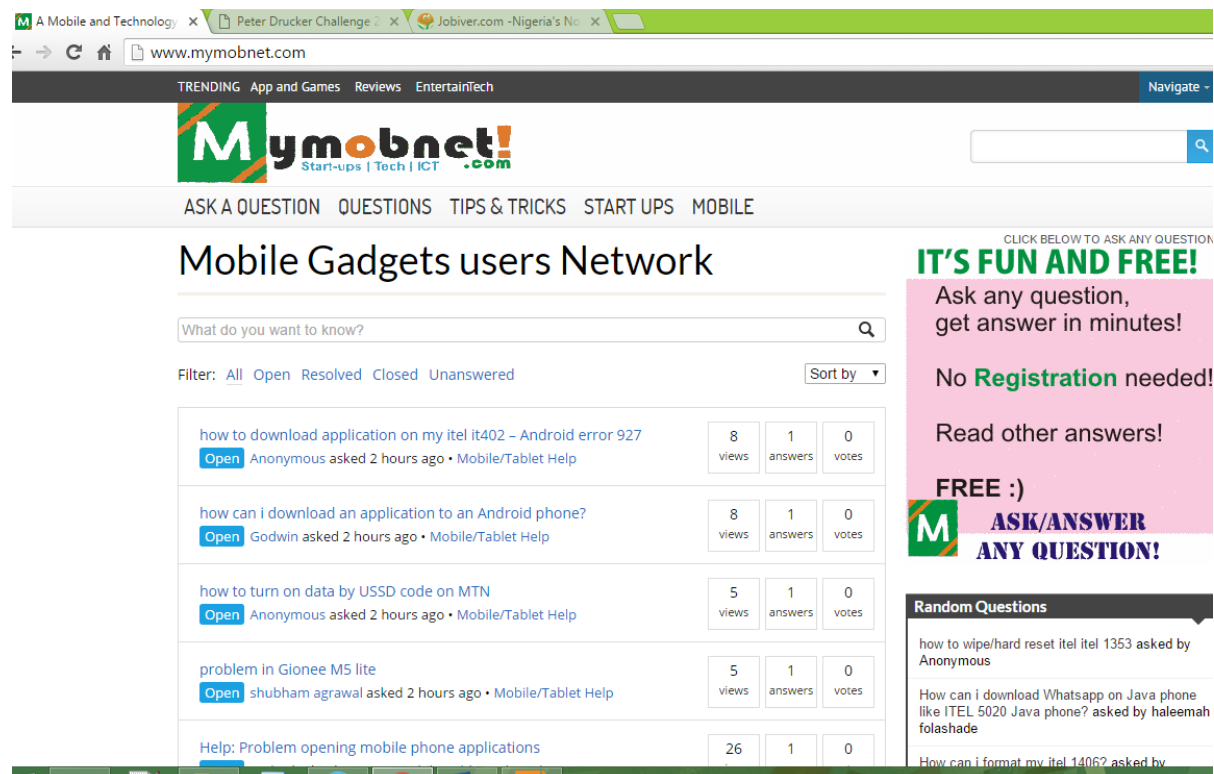 A Mobile and Technology
Peter Drucker Challenge 2
Jobiver.com -Nigeria's No
www.mymobnet.com
TRENDING App and Games Reviews EntertainTech
Navigate
Mymobnet!
Start-ups | Tech | ICT .com
ASK A QUESTION QUESTIONS TIPS & TRICKS START UPS MOBILE
Mobile Gadgets users Network
What do you want to know?
Filter: All Open Resolved Closed Unanswered
Sort by
how to download application on my itel it402 – Android error 927
Open Anonymous asked 2 hours ago • Mobile/Tablet Help
8 1 0
views answers votes
how can i download an application to an Android phone?
Open Godwin asked 2 hours ago • Mobile/Tablet Help
8 1 0
views answers votes
how to turn on data by USSD code on MTN
Open Anonymous asked 2 hours ago • Mobile/Tablet Help
5 1 0
views answers votes
problem in Gionee M5 lite
Open shubham agrawal asked 2 hours ago • Mobile/Tablet Help
5 1 0
views answers votes
Help: Problem opening mobile phone applications
26 1 0
CLICK BELOW TO ASK ANY QUESTION
IT'S FUN AND FREE!
Ask any question,
get answer in minutes!
No Registration needed!
Read other answers!
FREE :)
M
ASK/ANSWER
ANY QUESTION!
Random Questions
how to wipe/hard reset itel itel 1353 asked by
Anonymous
How can i download Whatsapp on Java phone
like ITEL 5020 Java phone? asked by haleemah
folashade
How can i format my itel 1406? asked by